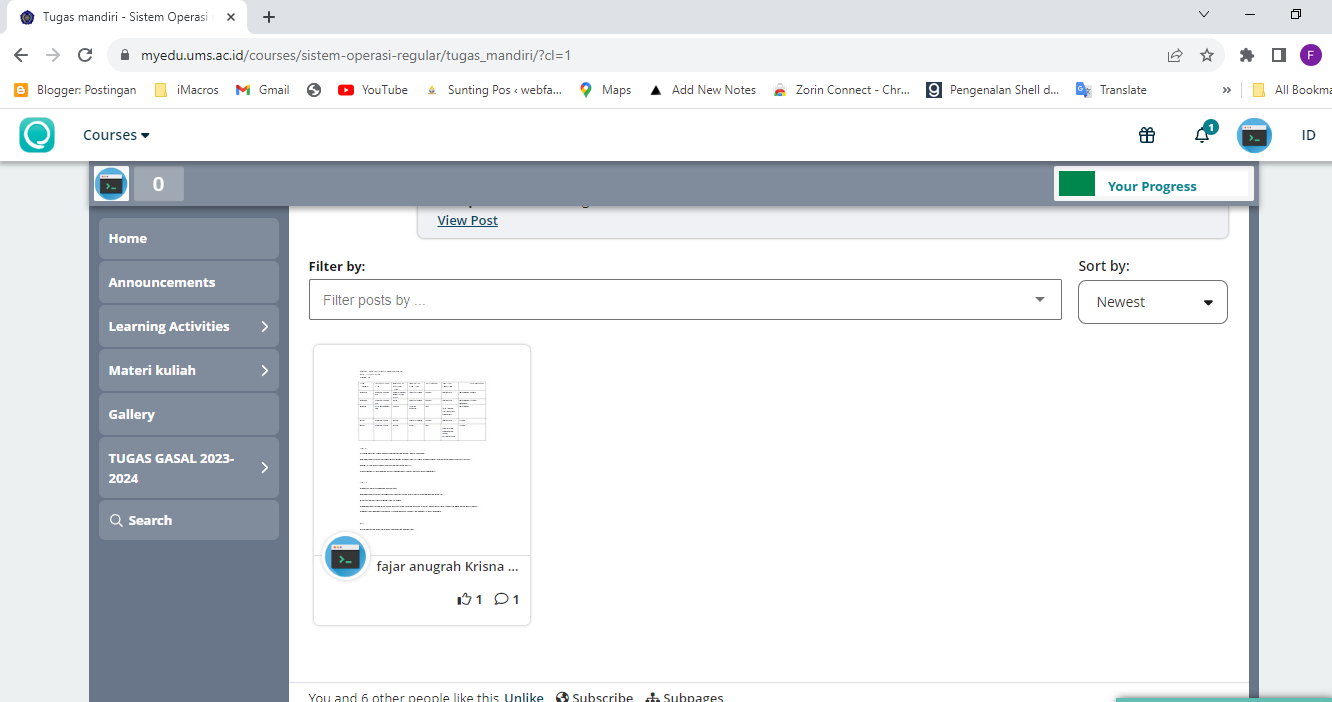 Tugas mandiri - Sistem Operasi
myedu.ums.ac.id/courses/sistem-operasi-regular/tugas_mandiri/?cl=1
F
Blogger: Postingan
iMacros
Gmail
YouTube
Sunting Pos ‹ webfa...
Maps
Add New Notes
Zorin Connect - Chr...
Pengenalan Shell d...
Translate
»
All Bookma
Courses
1
ID
0
Your Progress
Home
Announcements
Learning Activities
Materi kuliah
Gallery
TUGAS GASAL 2023-
2024
Search
View Post
Filter by:
Sort by:
Filter posts by ...
Newest
fajar anugrah Krisna ...
1 1
You and 6 other people like this Unlike Subscribe Subpages